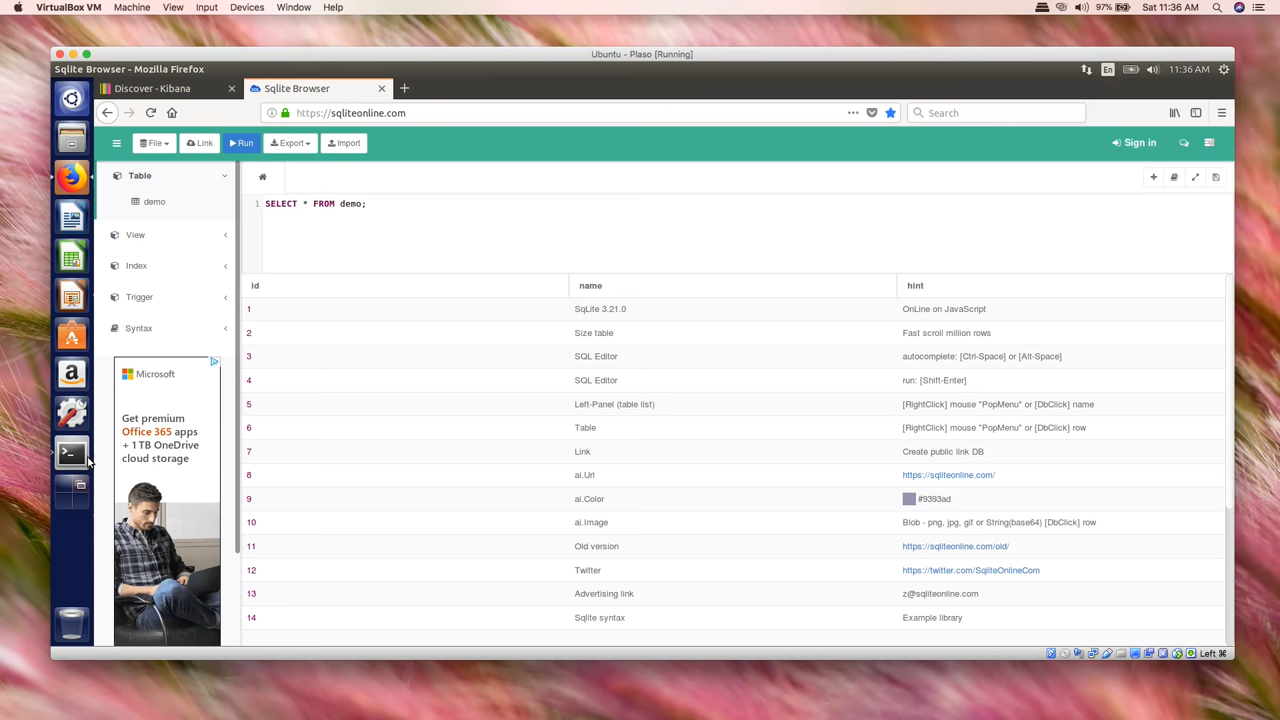 VirtualBox VM Machine View Input Devices Window Help 97% Sat 11:36 AM
Ubuntu - Plaso [Running]
Sqlite Browser - Mozilla Firefox En 11:36 AM
Discover - Kibana Sqlite Browser
https://sqliteonline.com Search
File Link Run Export Import Sign in
Table
demo
View
Index
Trigger
Syntax
Microsoft
Get premium
Office 365 apps
+ 1 TB OneDrive
cloud storage
1 SELECT * FROM demo;
id name hint
1 SqLite 3.21.0 OnLine on JavaScript
2 Size table Fast scroll million rows
3 SQL Editor autocomplete: [Ctrl-Space] or [Alt-Space]
4 SQL Editor run: [Shift-Enter]
5 Left-Panel (table list) [RightClick] mouse "PopMenu" or [DbClick] name
6 Table [RightClick] mouse "PopMenu" or [DbClick] row
7 Link Create public link DB
8 ai.Url https://sqliteonline.com/
9 ai.Color #9393ad
10 ai.Image Blob - png, jpg, gif or String(base64) [DbClick] row
11 Old version https://sqliteonline.com/old/
12 Twitter https://twitter.com/SqliteOnlineCom
13 Advertising link z@sqliteonline.com
14 Sqlite syntax Example library
Left ⌘